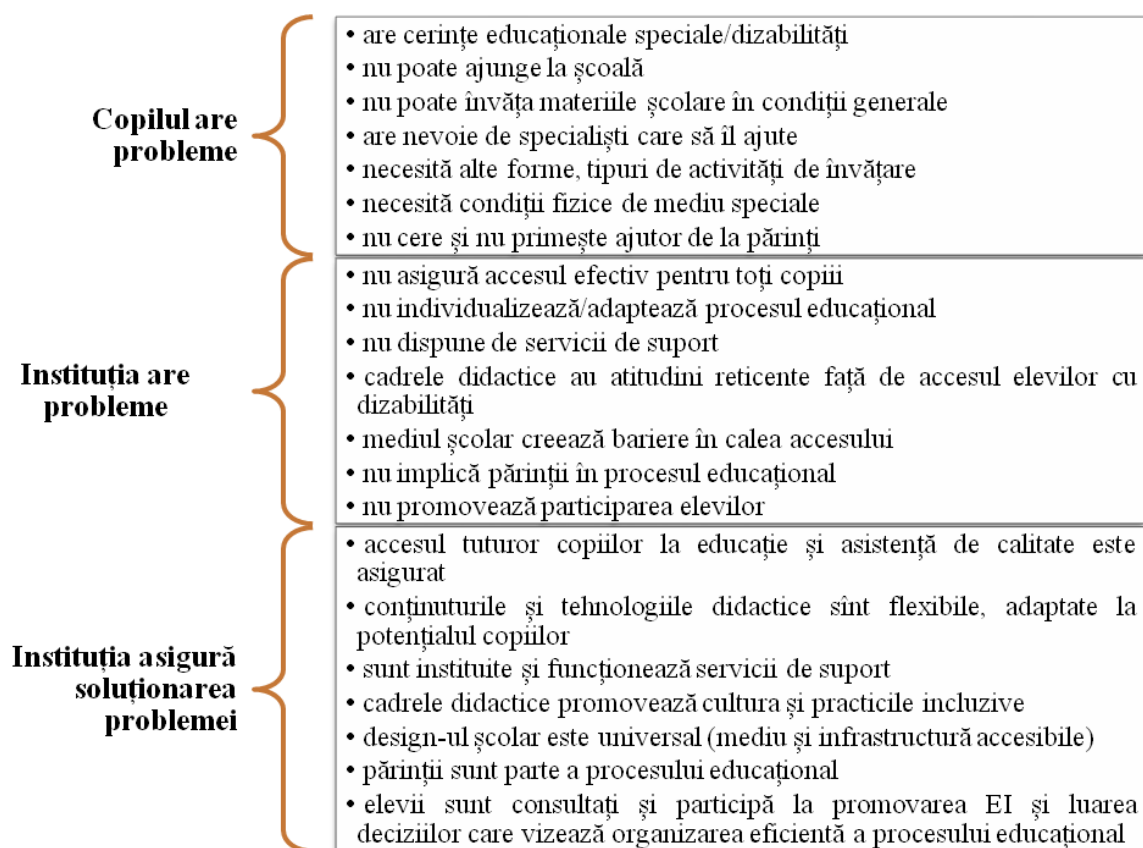 Copilul are
probleme
• are cerințe educaționale speciale/dizabilități
• nu poate ajunge la școală
• nu poate învăța materiile școlare în condiții generale
• are nevoie de specialiști care să îl ajute
• necesită alte forme, tipuri de activități de învățare
• necesită condiții fizice de mediu speciale
• nu cere și nu primește ajutor de la părinți
Instituția are
probleme
• nu asigură accesul efectiv pentru toți copiii
• nu individualizează/adaptează procesul educațional
• nu dispune de servicii de suport
• cadrele didactice au atitudini reticente față de accesul elevilor cu
dizabilități
• mediul școlar creează bariere în calea accesului
• nu implică părinții în procesul educațional
• nu promovează participarea elevilor
Instituția asigură
soluționarea
problemei
• accesul tuturor copiilor la educație și asistență de calitate este
asigurat
• conținuturile și tehnologiile didactice sînt flexibile, adaptate la
potențialul copiilor
• sunt instituite și funcționează servicii de suport
• cadrele didactice promovează cultura și practicile incluzive
• design-ul școlar este universal (mediu și infrastructură accesibile)
• părinții sunt parte a procesului educațional
• elevii sunt consultați și participă la promovarea EI și luarea
deciziilor care vizează organizarea eficientă a procesului educațional